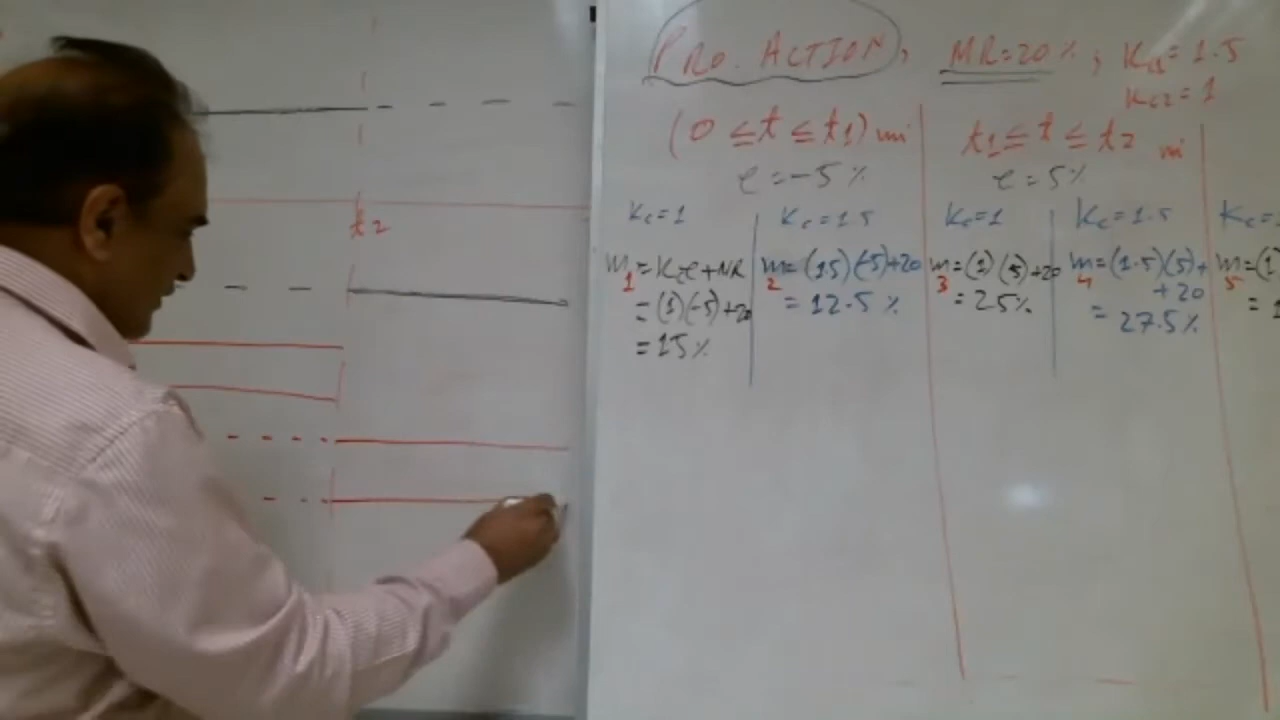 PRO. ACTION, MR=20%; Kc1=1.5
Kc2=1
(0 ≤ t ≤ t1) mi
t1 ≤ t ≤ t2 mi
e = -5%
e = 5%
Kc=1
Kc=1.5
Kc=1
Kc=1.5
m1 = Kce + MR
= (1)(-5)+20
= 15%
m2 = (1.5)(-5)+20
= 12.5%
m3 = (1)(5)+20
= 25%
m4 = (1.5)(5)+
+20
= 27.5%
t2